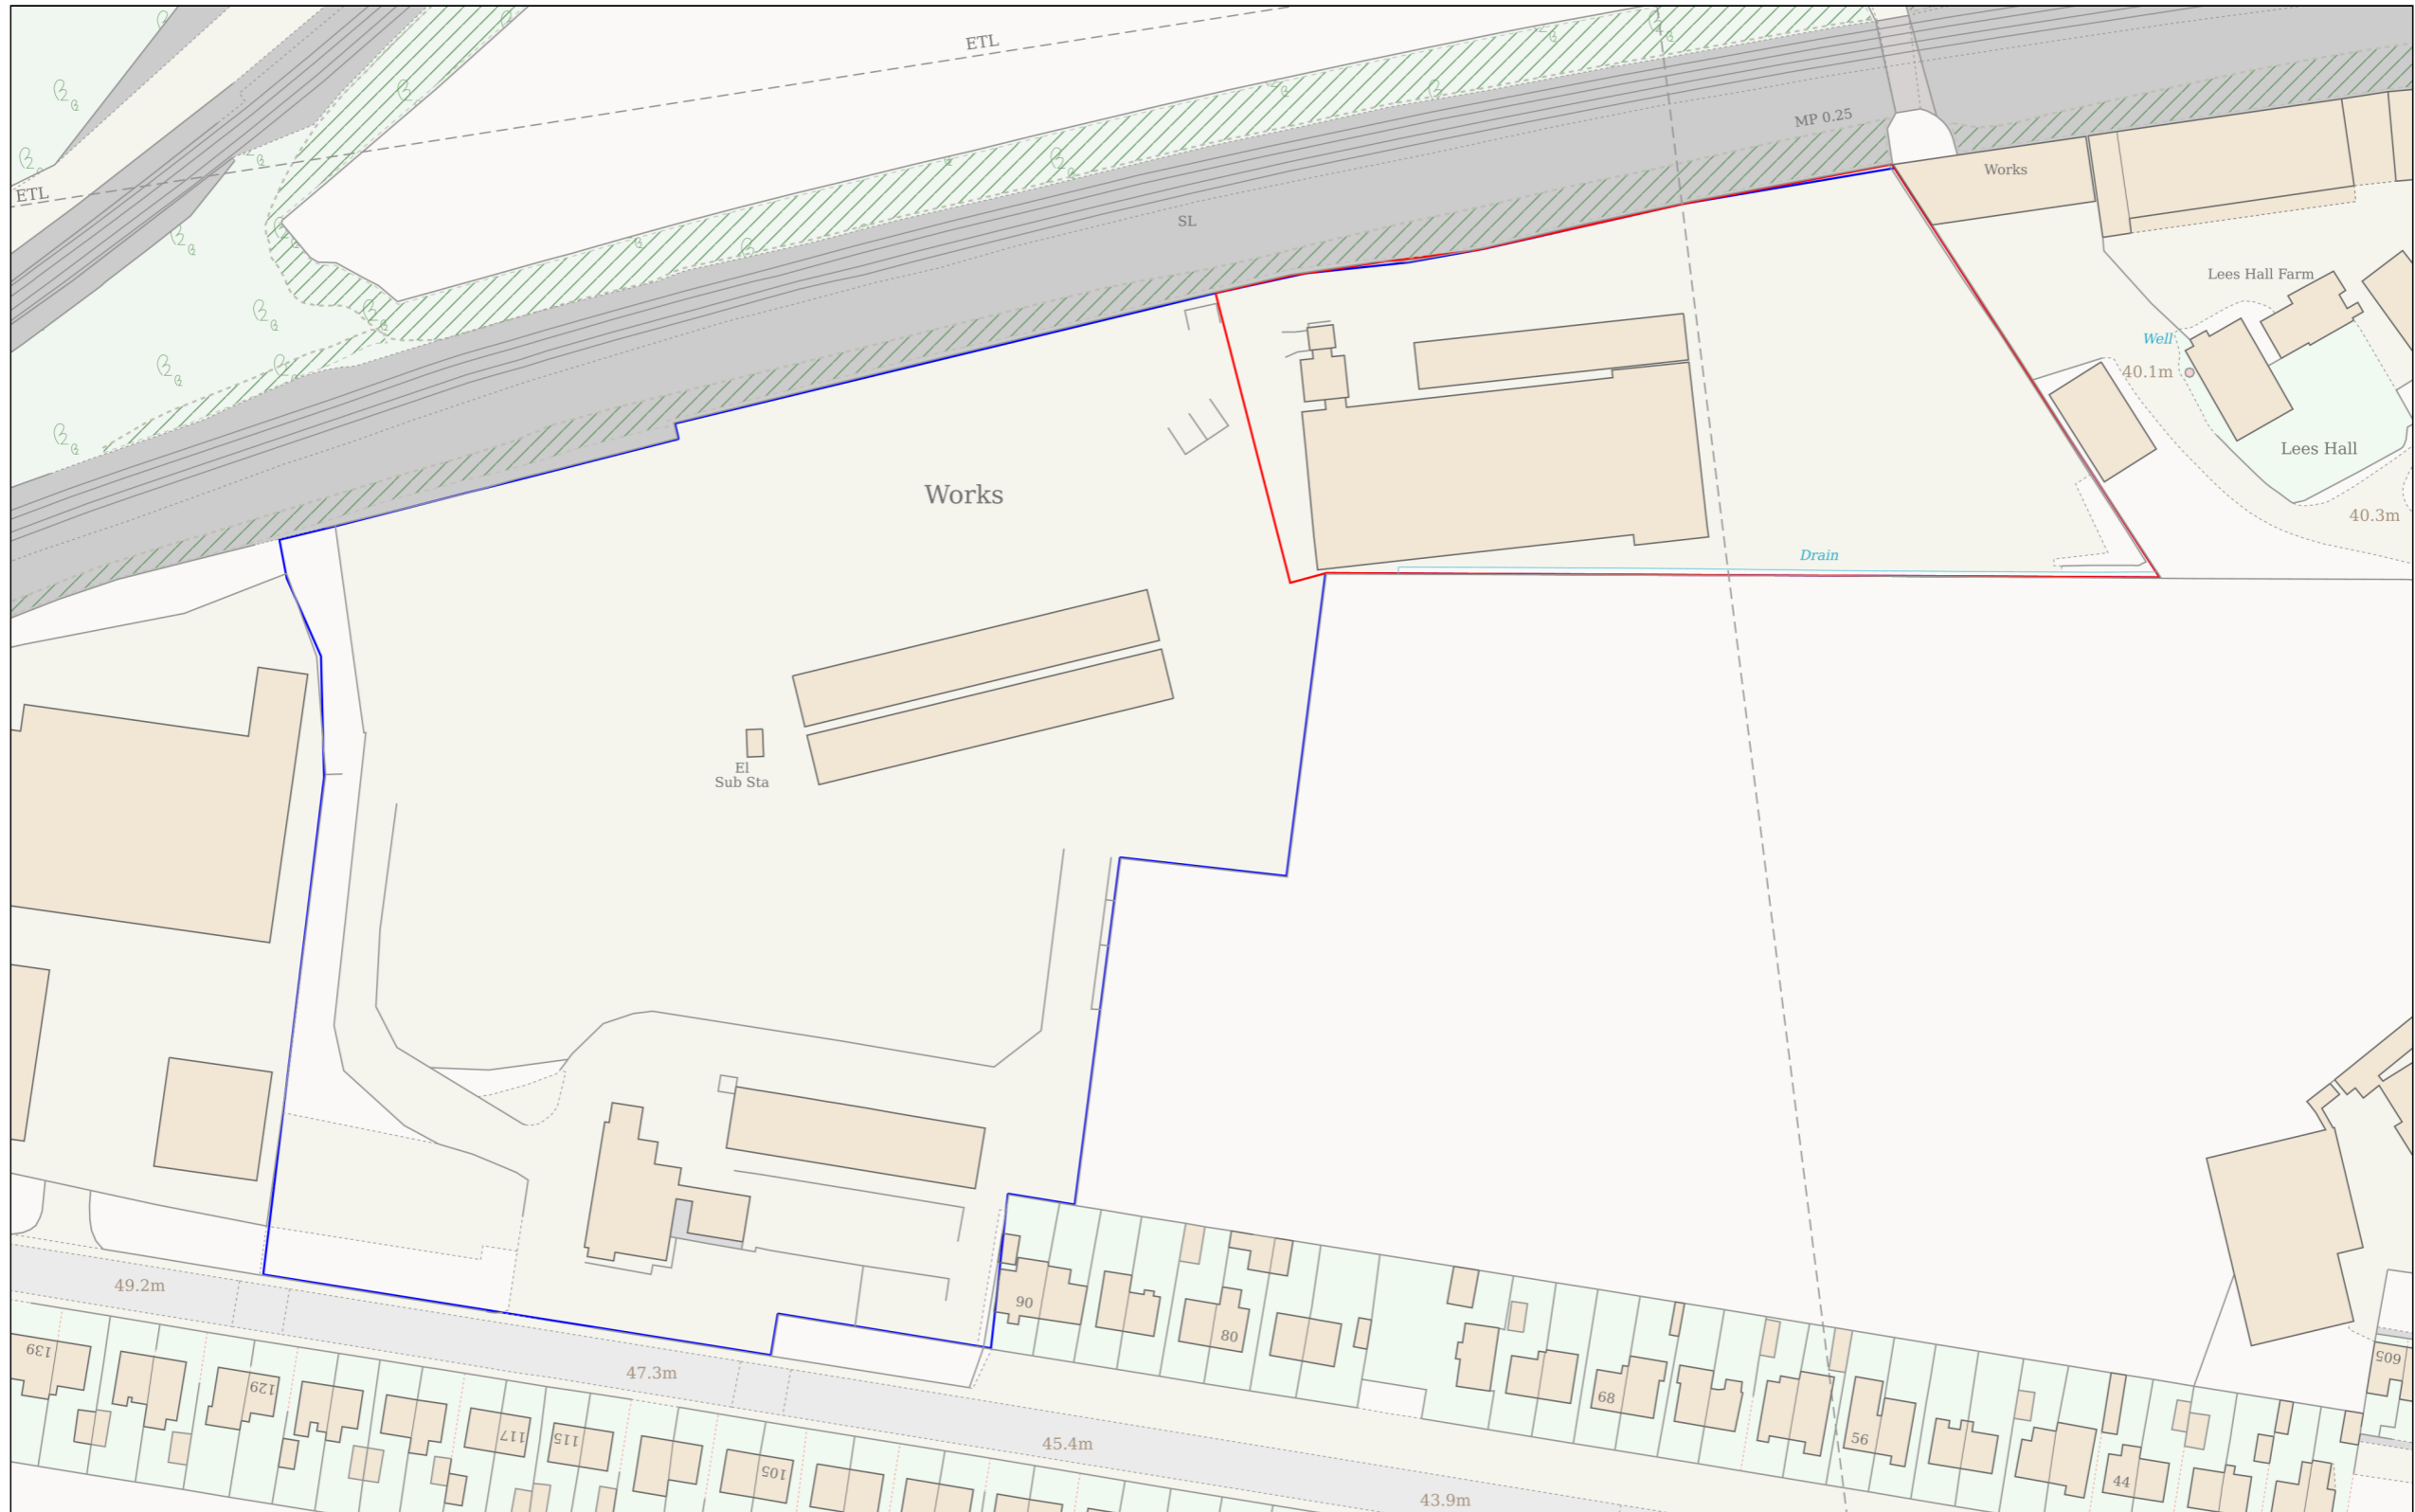 ETL
ETL
MP 0.25
Works
SL
Lees Hall Farm
Well
40.1m
Lees Hall
Works
40.3m
Drain
El
Sub Sta
49.2m
90
80
47.3m
139
129
117
115
105
68
56
44
605
45.4m
43.9m